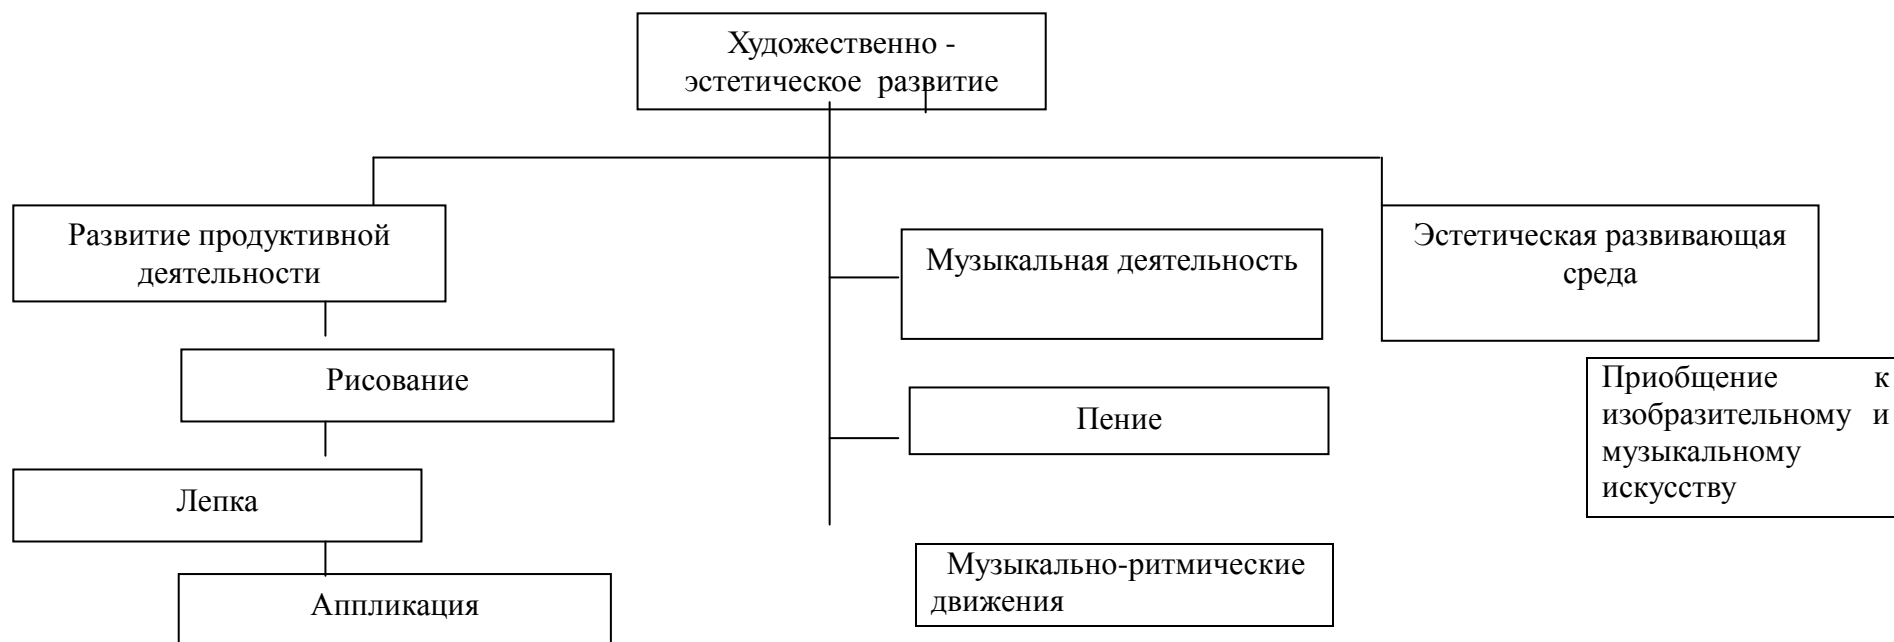 Художественно -
эстетическое развитие
Развитие продуктивной
деятельности
Музыкальная деятельность
Эстетическая развивающая
среда
Рисование
Приобщение к
изобразительному и
музыкальному
искусству
Пение
Лепка
Музыкально-ритмические
движения
Аппликация